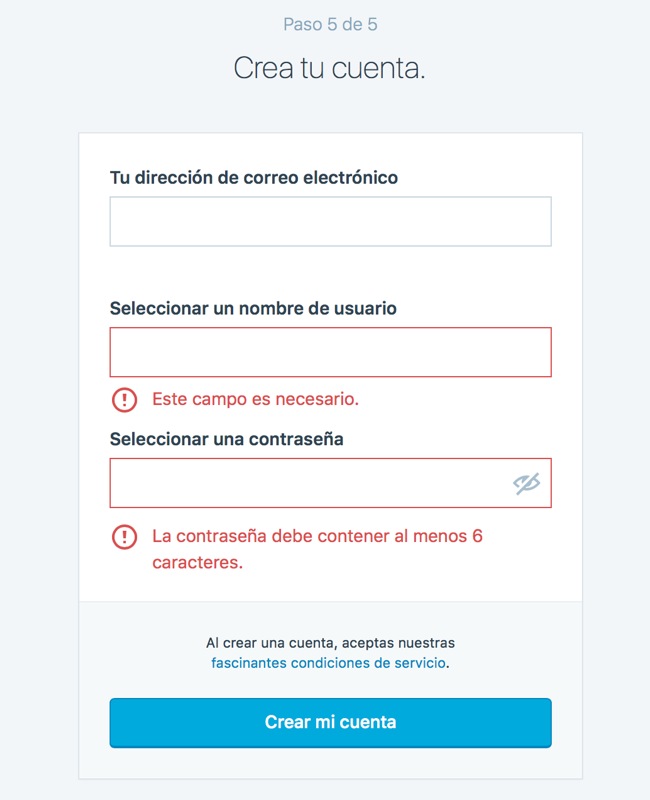 Paso 5 de 5
Crea tu cuenta.
Tu dirección de correo electrónico
Seleccionar un nombre de usuario
Este campo es necesario.
Seleccionar una contraseña
La contraseña debe contener al menos 6
caracteres.
Al crear una cuenta, aceptas nuestras
fascinantes condiciones de servicio.
Crear mi cuenta